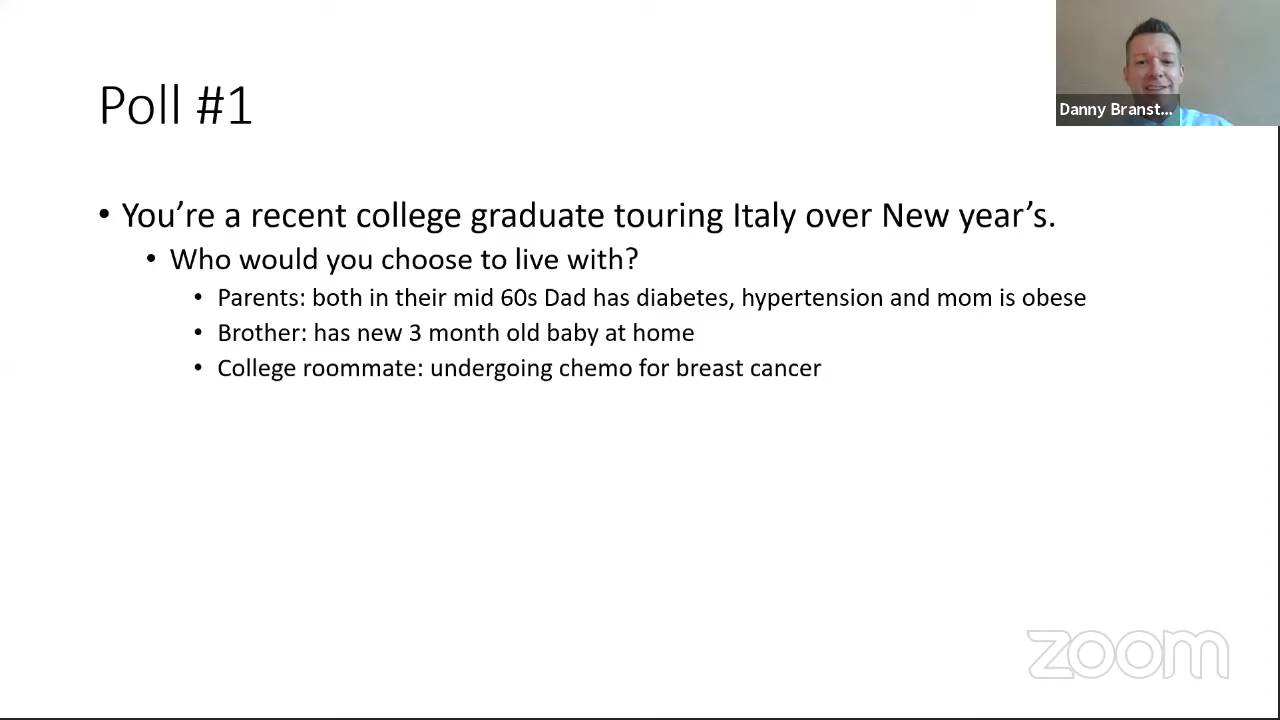 Poll #1
Danny Branst...
• You’re a recent college graduate touring Italy over New year’s.
• Who would you choose to live with?
• Parents: both in their mid 60s Dad has diabetes, hypertension and mom is obese
• Brother: has new 3 month old baby at home
• College roommate: undergoing chemo for breast cancer
zoom